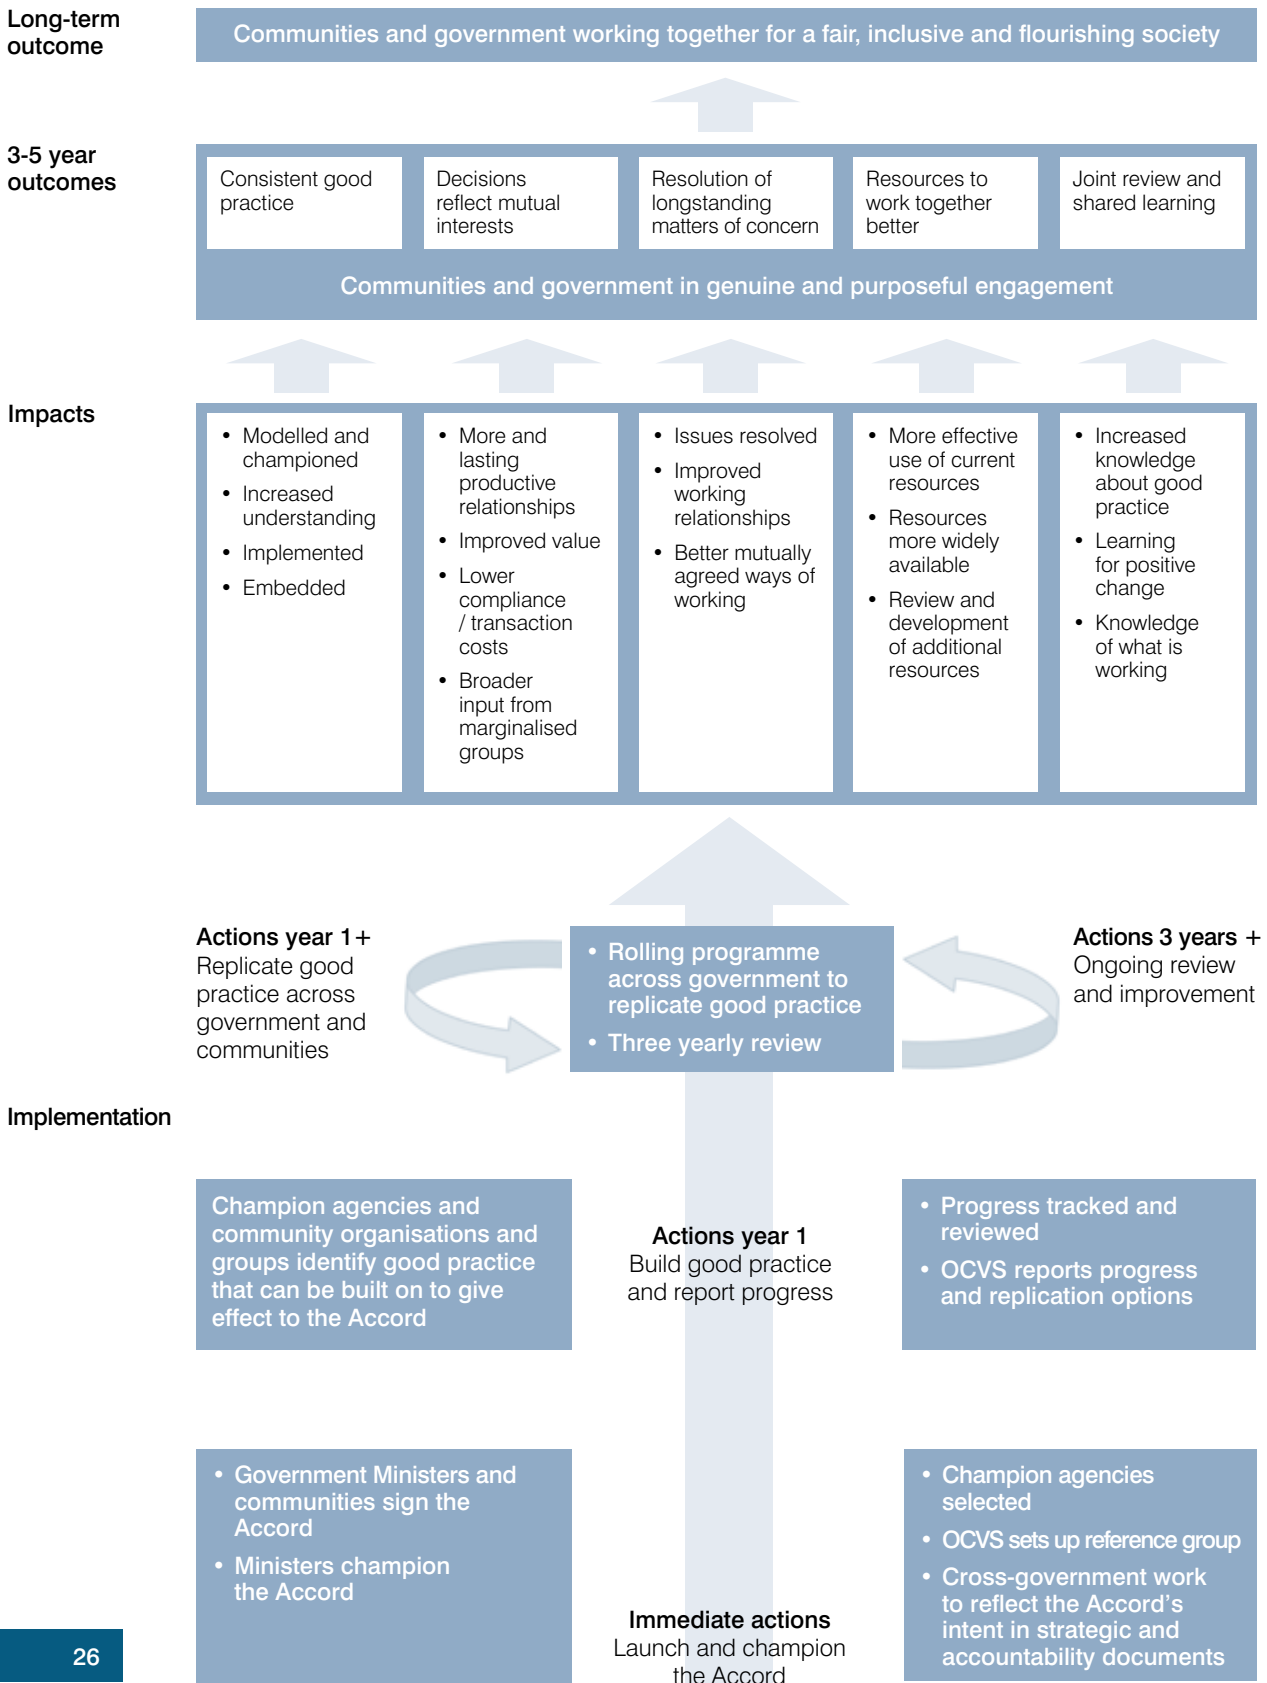 Long-term
outcome
Communities and government working together for a fair, inclusive and flourishing society
3-5 year
outcomes
Consistent good
practice
Decisions
reflect mutual
interests
Resolution of
longstanding
matters of concern
Resources to
work together
better
Joint review and
shared learning
Communities and government in genuine and purposeful engagement
Impacts
• Modelled and
championed
• Increased
understanding
• Implemented
• Embedded
• More and
lasting
productive
relationships
• Improved value
• Lower
compliance
/ transaction
costs
• Broader
input from
marginalised
groups
• Issues resolved
• Improved
working
relationships
• Better mutually
agreed ways of
working
• More effective
use of current
resources
• Resources
more widely
available
• Review and
development
of additional
resources
• Increased
knowledge
about good
practice
• Learning
for positive
change
• Knowledge
of what is
working
Actions year 1+
Replicate good
practice across
government and
communities
• Rolling programme
across government to
replicate good practice
• Three yearly review
Actions 3 years +
Ongoing review
and improvement
Implementation
Champion agencies and
community organisations and
groups identify good practice
that can be built on to give
effect to the Accord
Actions year 1
Build good practice
and report progress
• Progress tracked and
reviewed
• OCVS reports progress
and replication options
• Government Ministers and
communities sign the
Accord
• Ministers champion
the Accord
Immediate actions
Launch and champion
the Accord
• Champion agencies
selected
• OCVS sets up reference group
• Cross-government work
to reflect the Accord's
intent in strategic and
accountability documents
26